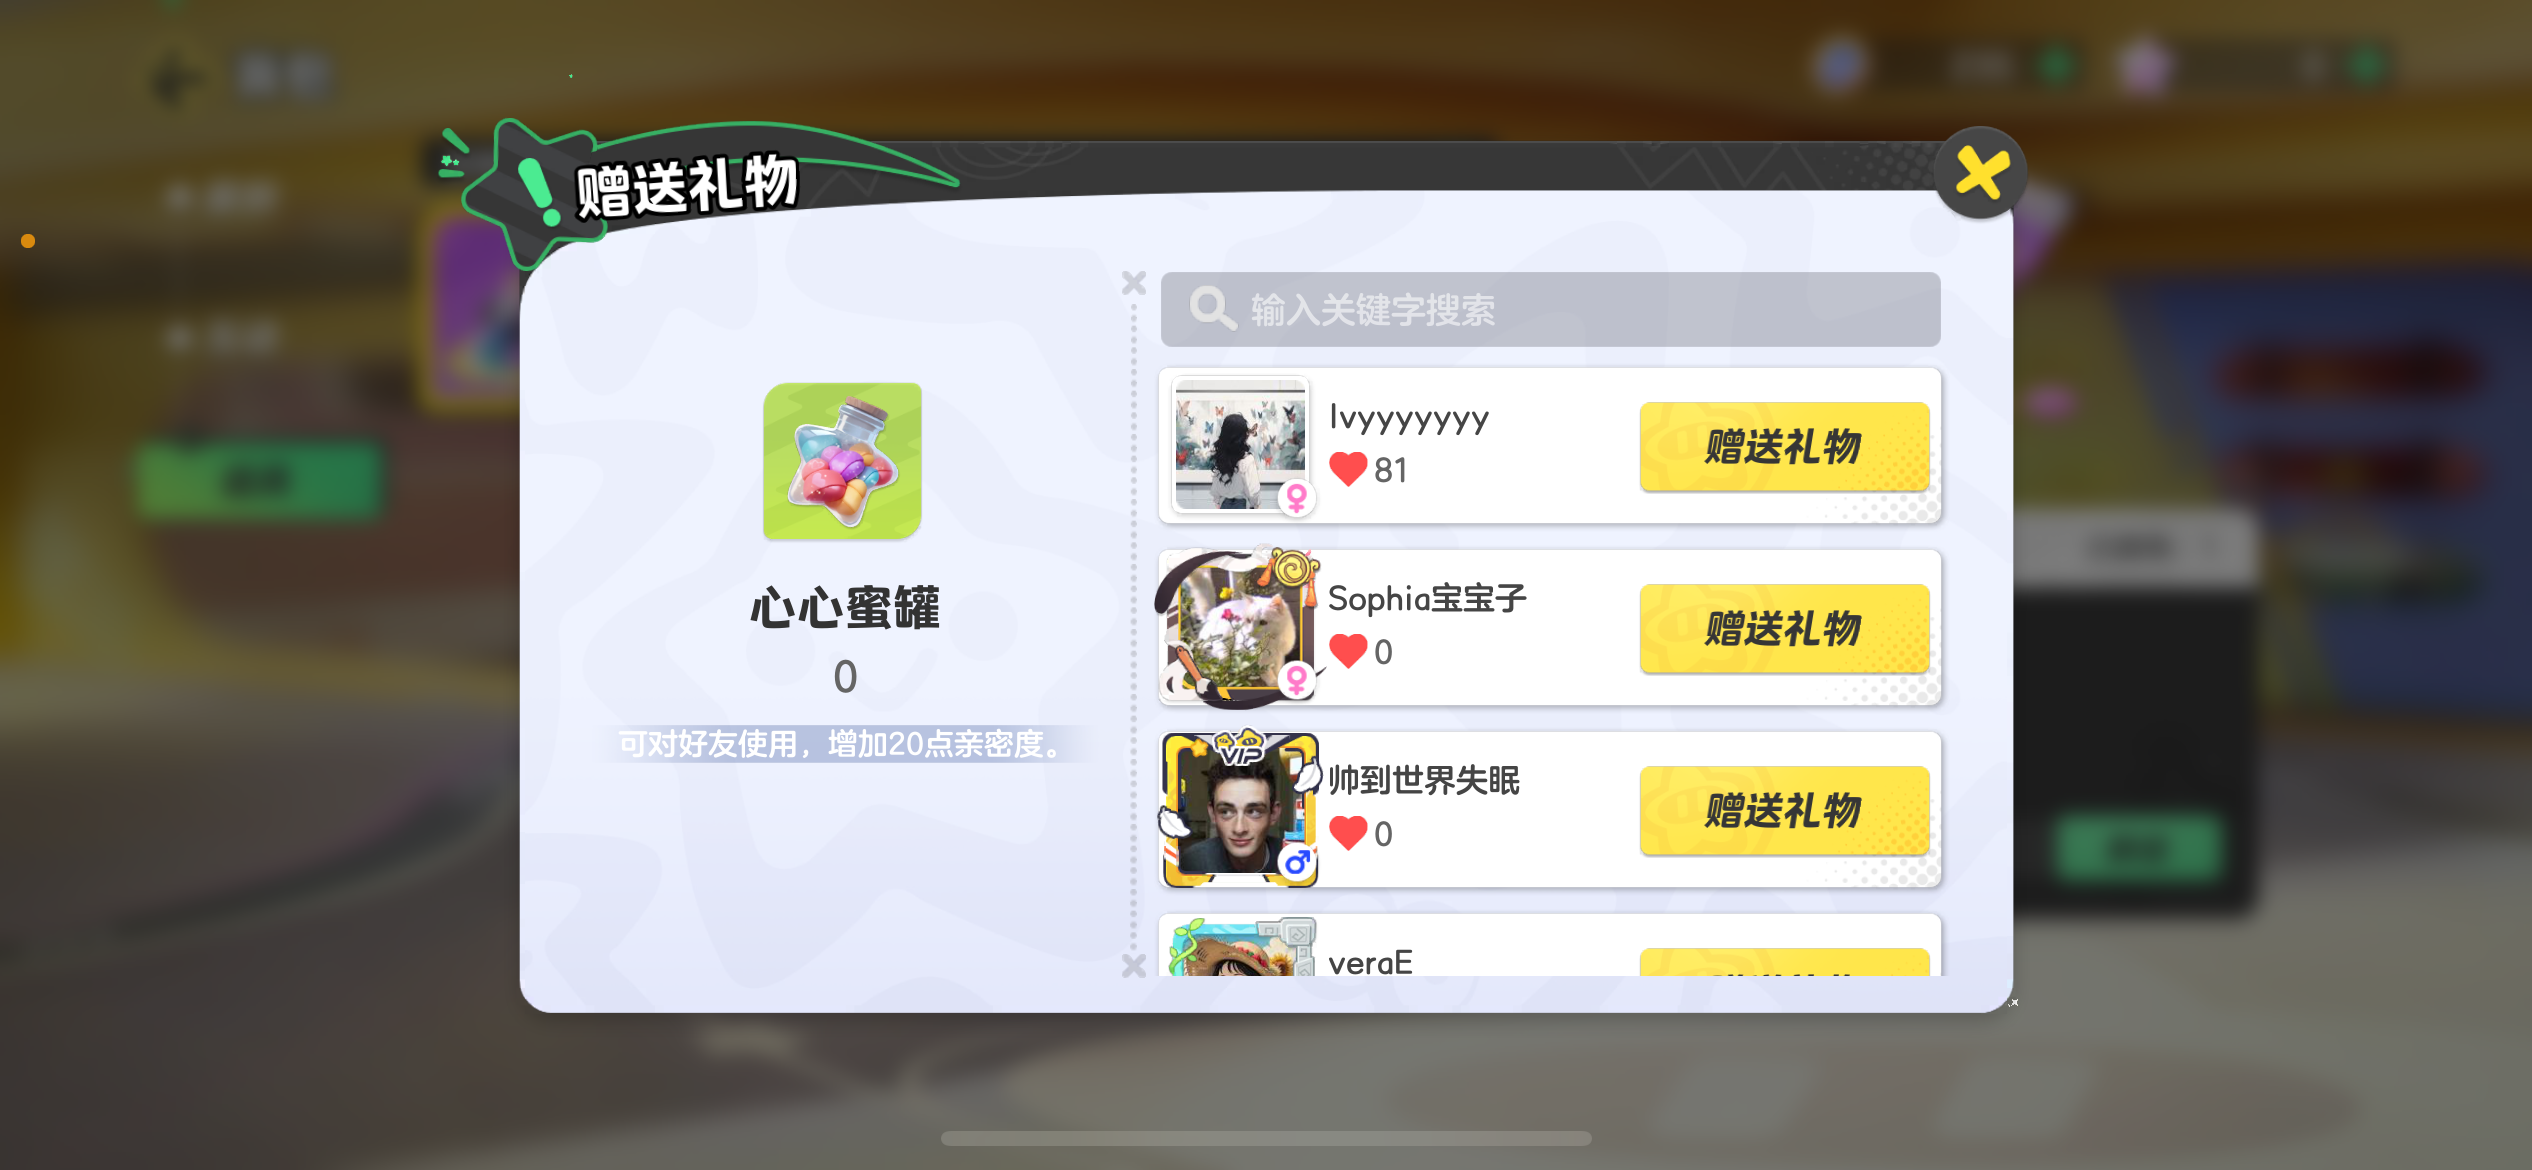 赠送礼物
输入关键字搜索
Ivyyyyyyy
81
赠送礼物
心心蜜罐
0
可对好友使用，增加20点亲密度。
Sophia宝宝子
0
赠送礼物
VIP
帅到世界失眠
0
赠送礼物
veraE